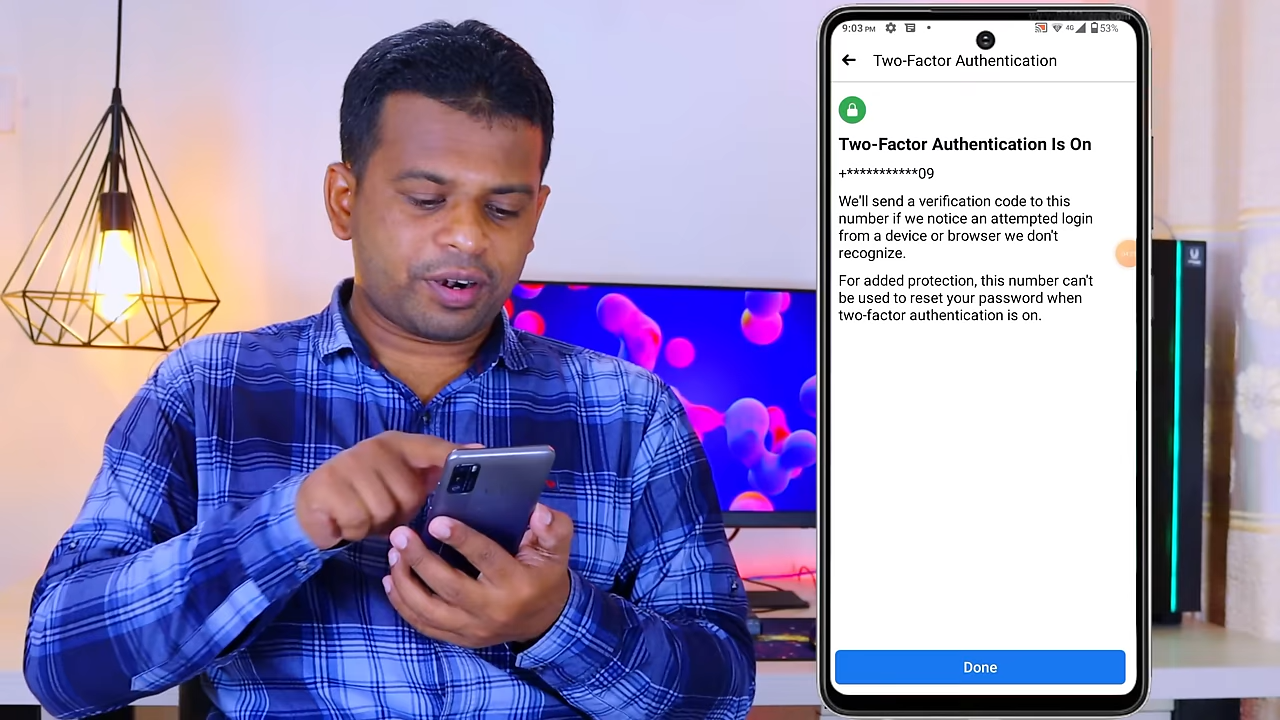 9:03 PM
4G
53%
Two-Factor Authentication
Two-Factor Authentication Is On
+***********09
We'll send a verification code to this
number if we notice an attempted login
from a device or browser we don't
recognize.
For added protection, this number can't
be used to reset your password when
two-factor authentication is on.
Done